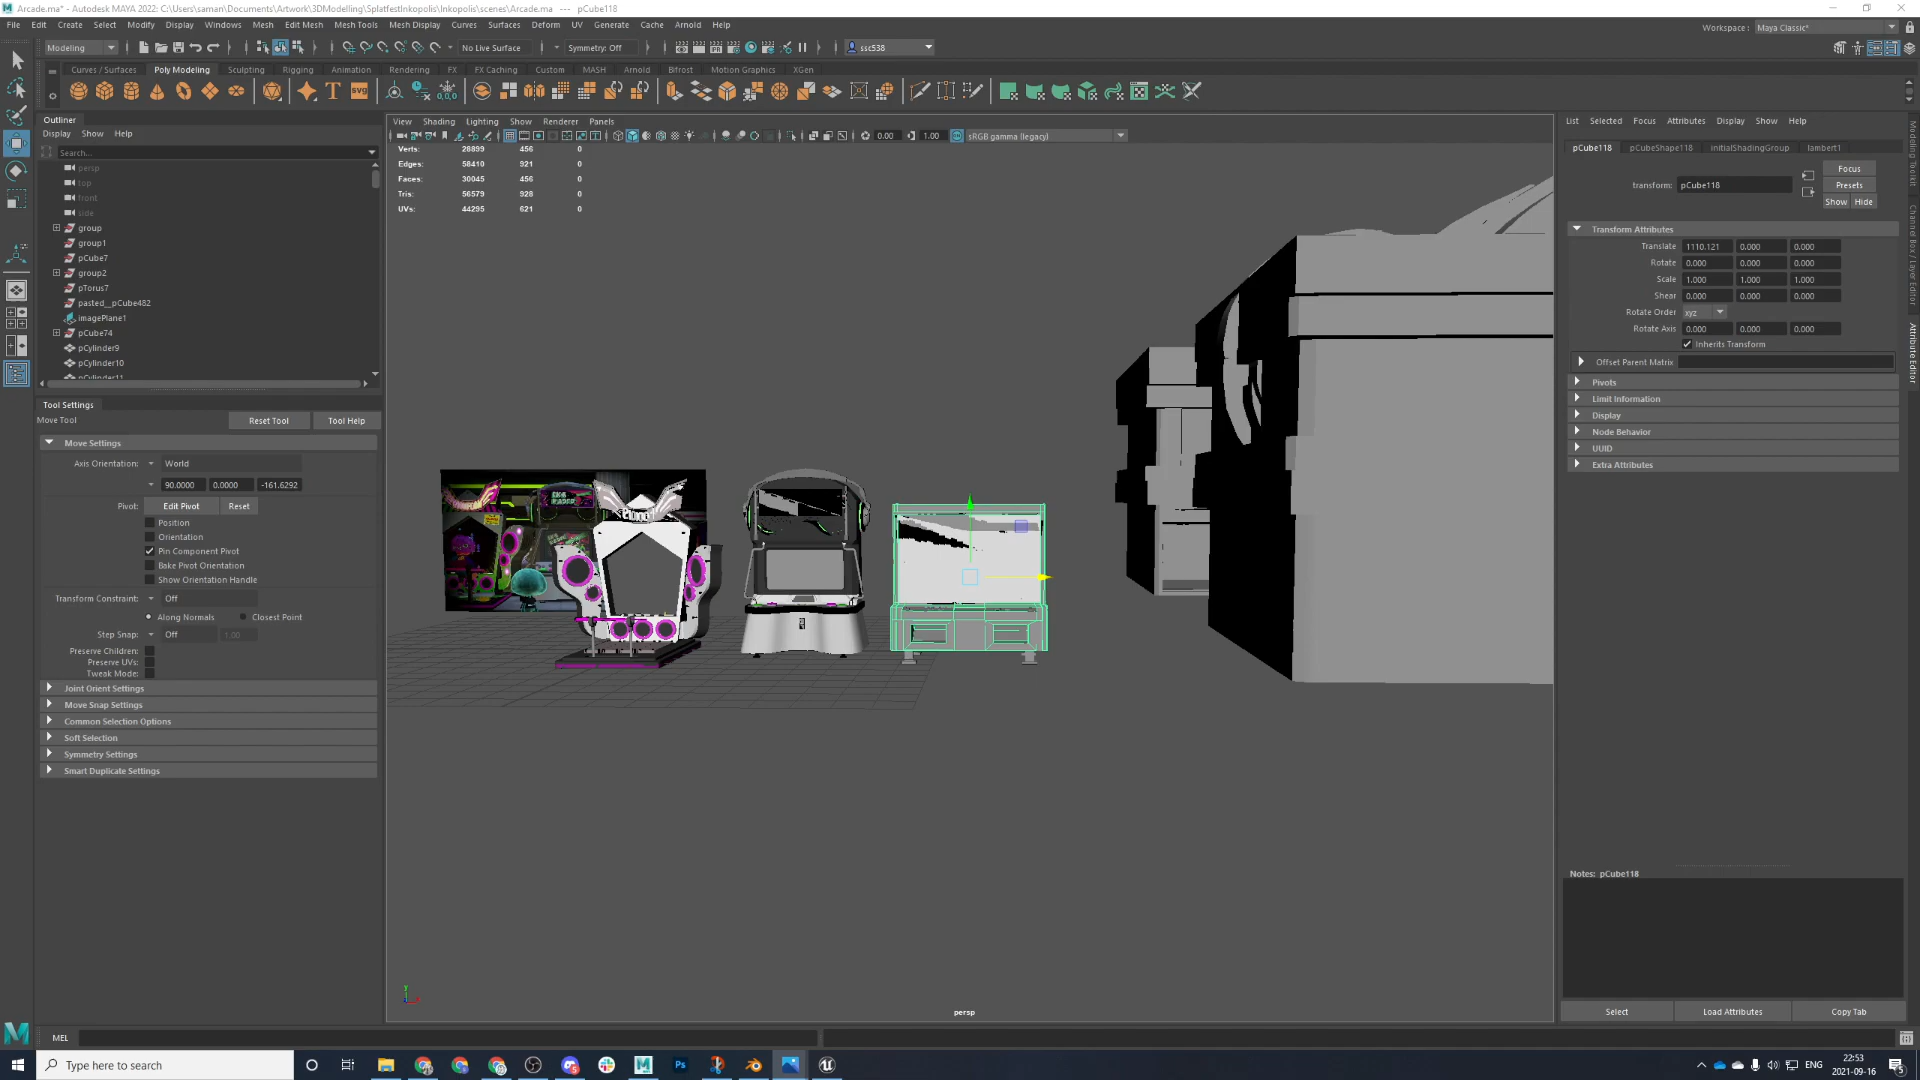 Arcade.ma* - Autodesk MAYA 2022: C:\Users\saman\Documents\Artwork\3DModelling\SplatfestInkopolis\Inkopolis\scenes\Arcade.ma --- pCube118
File Edit Create Select Modify Display Windows Mesh Edit Mesh Mesh Tools Mesh Display Curves Surfaces Deform UV Generate Cache Arnold Help
Workspace: Maya Classic*
Modeling No Live Surface Symmetry: Off ssc538
Curves / Surfaces Poly Modeling Sculpting Rigging Animation Rendering FX FX Caching Custom MASH Arnold Bifrost Motion Graphics XGen
Outliner
Display Show Help
Search...
persp
top
front
side
group
group1
pCube7
group2
pTorus7
pasted__pCube482
imagePlane1
pCube74
pCylinder9
pCylinder10
pCylinder11
Tool Settings
Move Tool
Reset Tool Tool Help
Move Settings
Axis Orientation: World
90.0000 0.0000 -161.6292
Pivot: Edit Pivot Reset
Position
Orientation
Pin Component Pivot
Bake Pivot Orientation
Show Orientation Handle
Transform Constraint: Off
Along Normals Closest Point
Step Snap: Off 1.00
Preserve Children:
Preserve UVs:
Tweak Mode:
Joint Orient Settings
Move Snap Settings
Common Selection Options
Soft Selection
Symmetry Settings
Smart Duplicate Settings
View Shading Lighting Show Renderer Panels
0.00 1.00 sRGB gamma (legacy)
Verts: 28899 456 0
Edges: 58410 921 0
Faces: 30045 456 0
Tris: 56579 928 0
UVs: 44295 621 0
persp
List Selected Focus Attributes Display Show Help
pCube118 pCubeShape118 initialShadingGroup lambert1
transform: pCube118
Focus
Presets
Show Hide
Transform Attributes
Translate 1110.121 0.000 0.000
Rotate 0.000 0.000 0.000
Scale 1.000 1.000 1.000
Shear 0.000 0.000 0.000
Rotate Order xyz
Rotate Axis 0.000 0.000 0.000
Inherits Transform
Offset Parent Matrix
Pivots
Limit Information
Display
Node Behavior
UUID
Extra Attributes
Notes: pCube118
Select Load Attributes Copy Tab
Modeling Toolkit
Channel Box / Layer Editor
Attribute Editor
MEL
Type here to search
ENG
22:53
2021-09-16